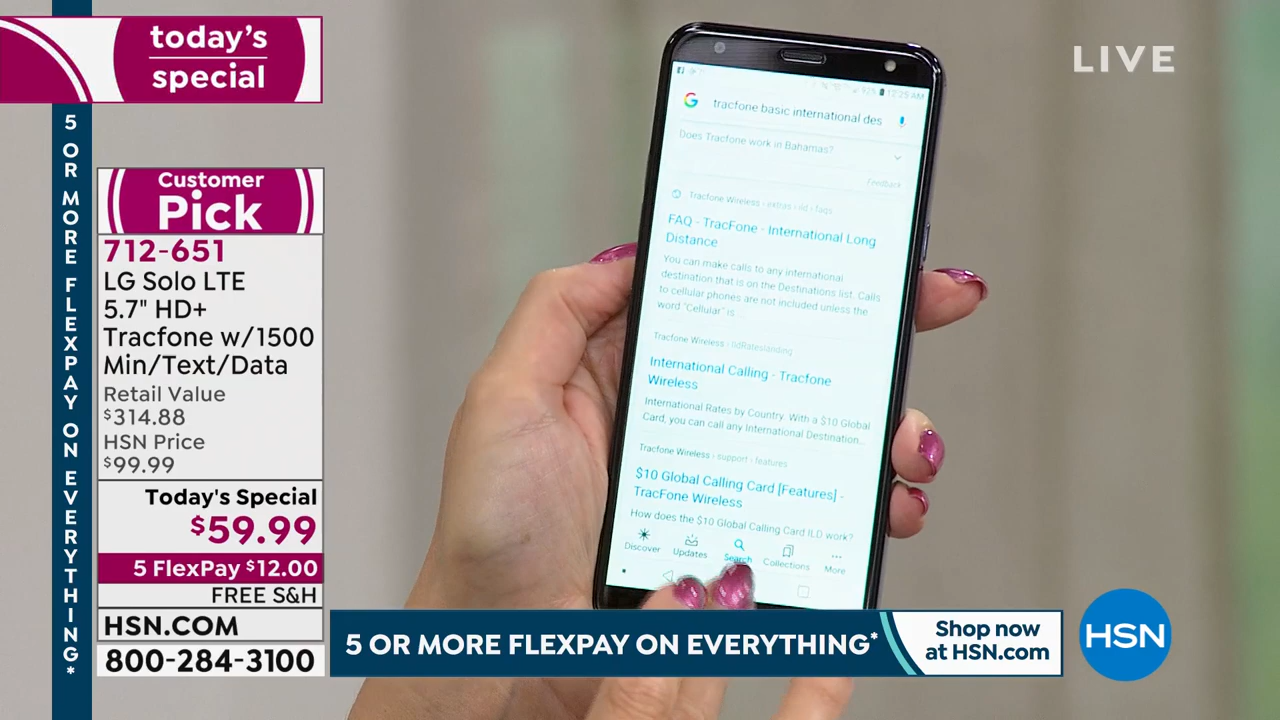 today's
special
LIVE
5 OR MORE FLEXPAY ON EVERYTHING*
Customer
Pick
712-651
LG Solo LTE
5.7" HD+
Tracfone w/1500
Min/Text/Data
Retail Value
$314.88
HSN Price
$99.99
Today's Special
$59.99
5 FlexPay $12.00
FREE S&H
HSN.COM
800-284-3100
92% 12:25 AM
G tracfone basic international des
Does Tracfone work in Bahamas?
Feedback
Tracfone Wireless › extras › ild › faqs
FAQ - TracFone - International Long
Distance
You can make calls to any international
destination that is on the Destinations list. Calls
to cellular phones are not included unless the
word "Cellular" is...
Tracfone Wireless › ildRateslanding
International Calling - Tracfone
Wireless
International Rates by Country. With a $10 Global
Card, you can call any International Destination...
Tracfone Wireless › support › features
$10 Global Calling Card [Features] -
TracFone Wireless
How does the $10 Global Calling Card ILD work?
Discover Updates Search Collections More
5 OR MORE FLEXPAY ON EVERYTHING*
Shop now
at HSN.com
HSN